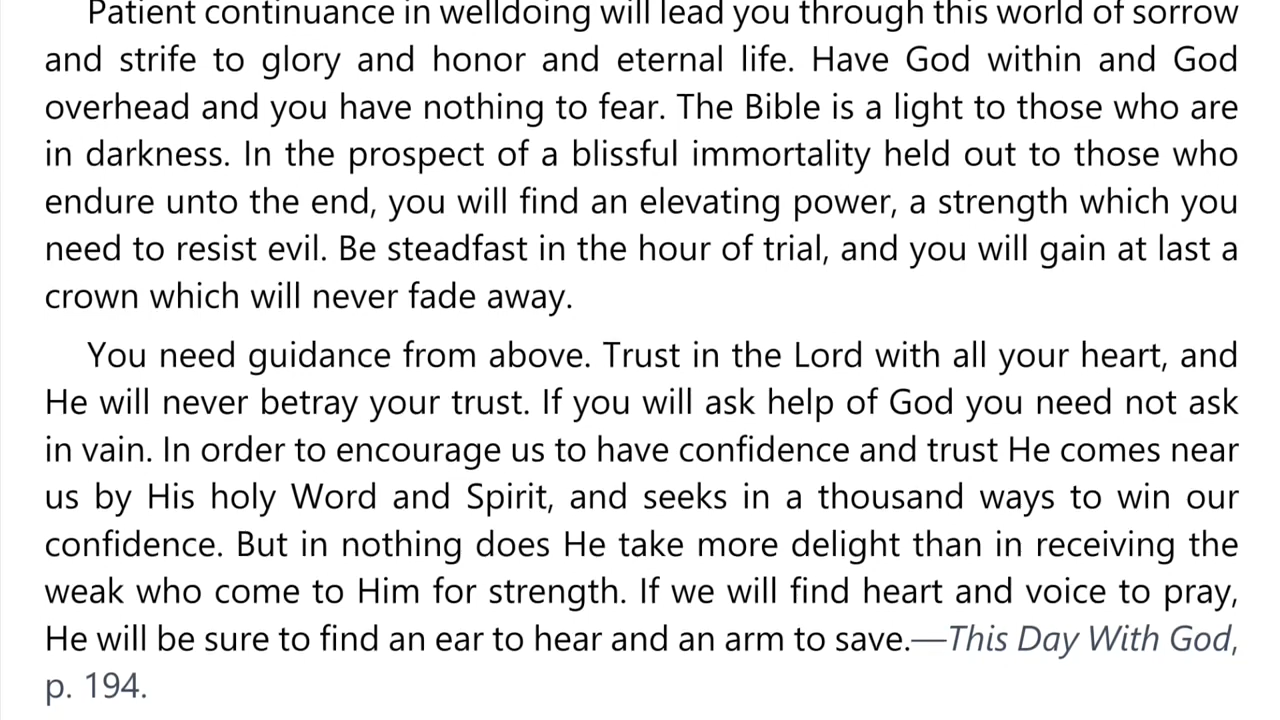 Patient continuance in welldoing will lead you through this world of sorrow
and strife to glory and honor and eternal life. Have God within and God
overhead and you have nothing to fear. The Bible is a light to those who are
in darkness. In the prospect of a blissful immortality held out to those who
endure unto the end, you will find an elevating power, a strength which you
need to resist evil. Be steadfast in the hour of trial, and you will gain at last a
crown which will never fade away.
You need guidance from above. Trust in the Lord with all your heart, and
He will never betray your trust. If you will ask help of God you need not ask
in vain. In order to encourage us to have confidence and trust He comes near
us by His holy Word and Spirit, and seeks in a thousand ways to win our
confidence. But in nothing does He take more delight than in receiving the
weak who come to Him for strength. If we will find heart and voice to pray,
He will be sure to find an ear to hear and an arm to save.—This Day With God,
p. 194.